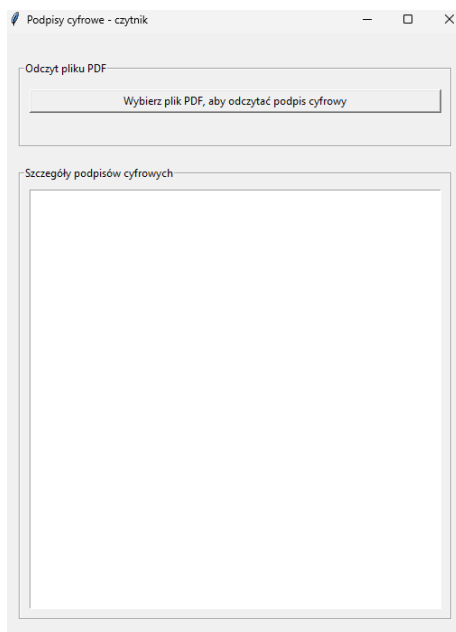 Podpisy cyfrowe - czytnik
Odczyt pliku PDF
Wybierz plik PDF, aby odczytać podpis cyfrowy
Szczegóły podpisów cyfrowych